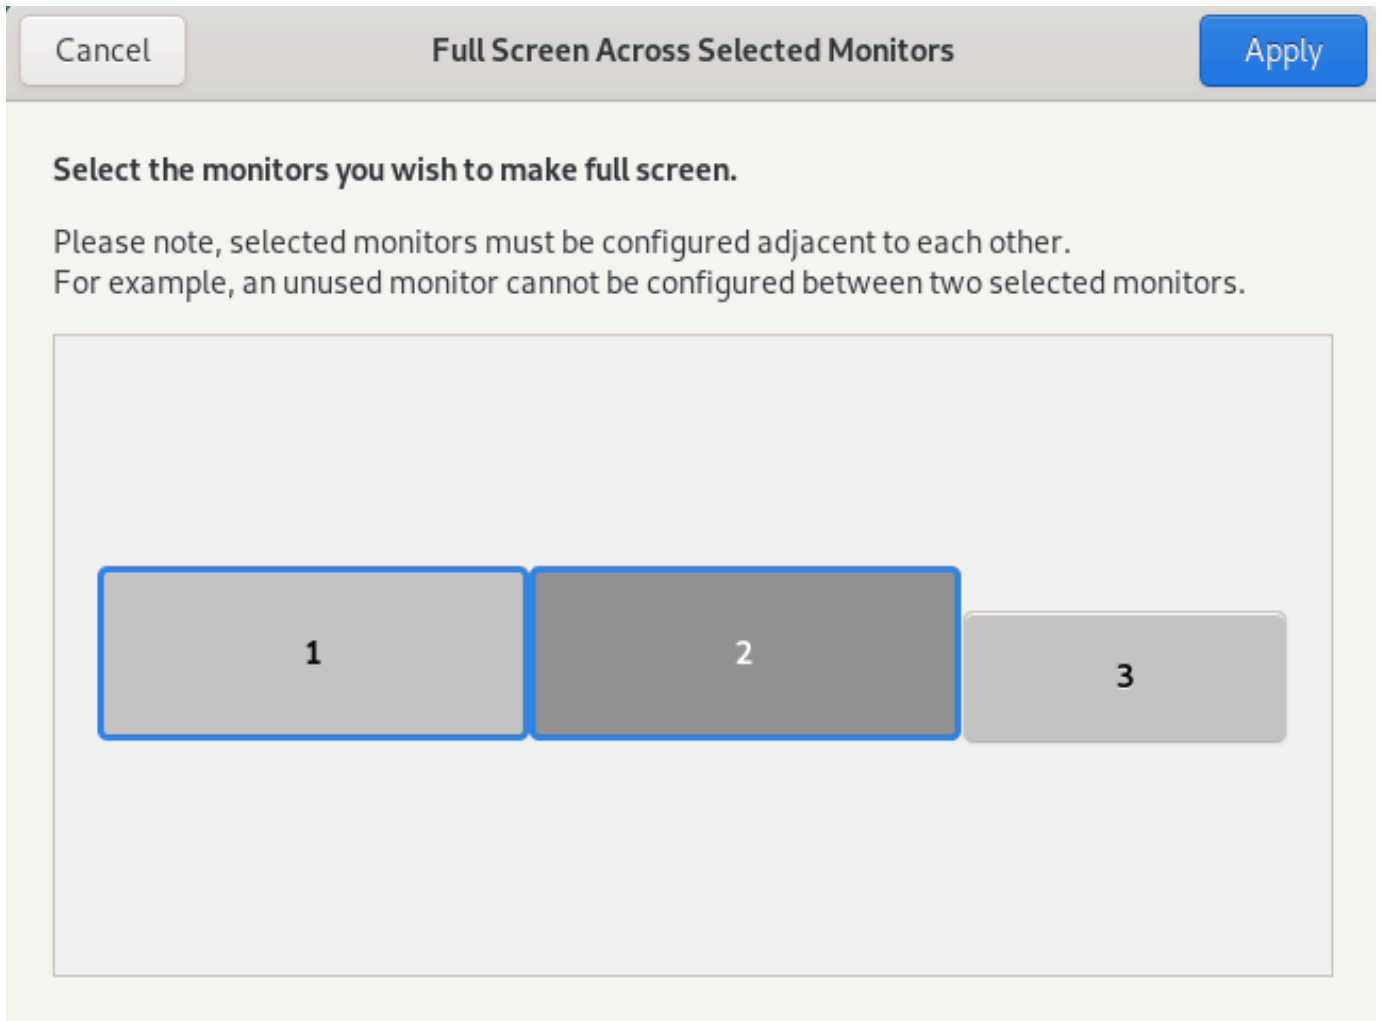 Cancel
Full Screen Across Selected Monitors
Apply
Select the monitors you wish to make full screen.
Please note, selected monitors must be configured adjacent to each other.
For example, an unused monitor cannot be configured between two selected monitors.
1
2
3